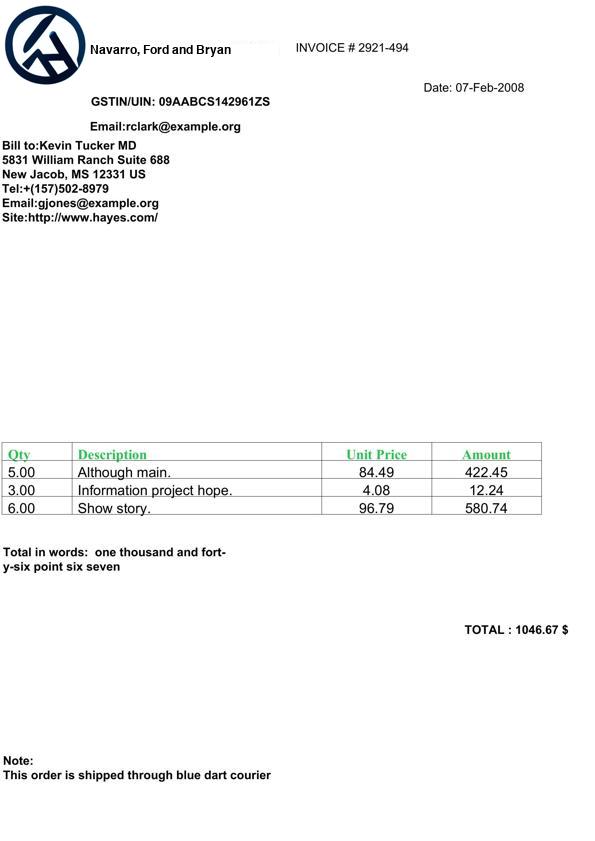 Navarro, Ford and Bryan
INVOICE # 2921-494
Date: 07-Feb-2008
GSTIN/UIN: 09AABCS142961ZS
Email:rclark@example.org
Bill to:Kevin Tucker MD
5831 William Ranch Suite 688
New Jacob, MS 12331 US
Tel:+(157)502-8979
Email:gjones@example.org
Site:http://www.hayes.com/
Qty Description Unit Price Amount
5.00 Although main. 84.49 422.45
3.00 Information project hope. 4.08 12.24
6.00 Show story. 96.79 580.74
Total in words: one thousand and fort-
y-six point six seven
TOTAL : 1046.67 $
Note:
This order is shipped through blue dart courier